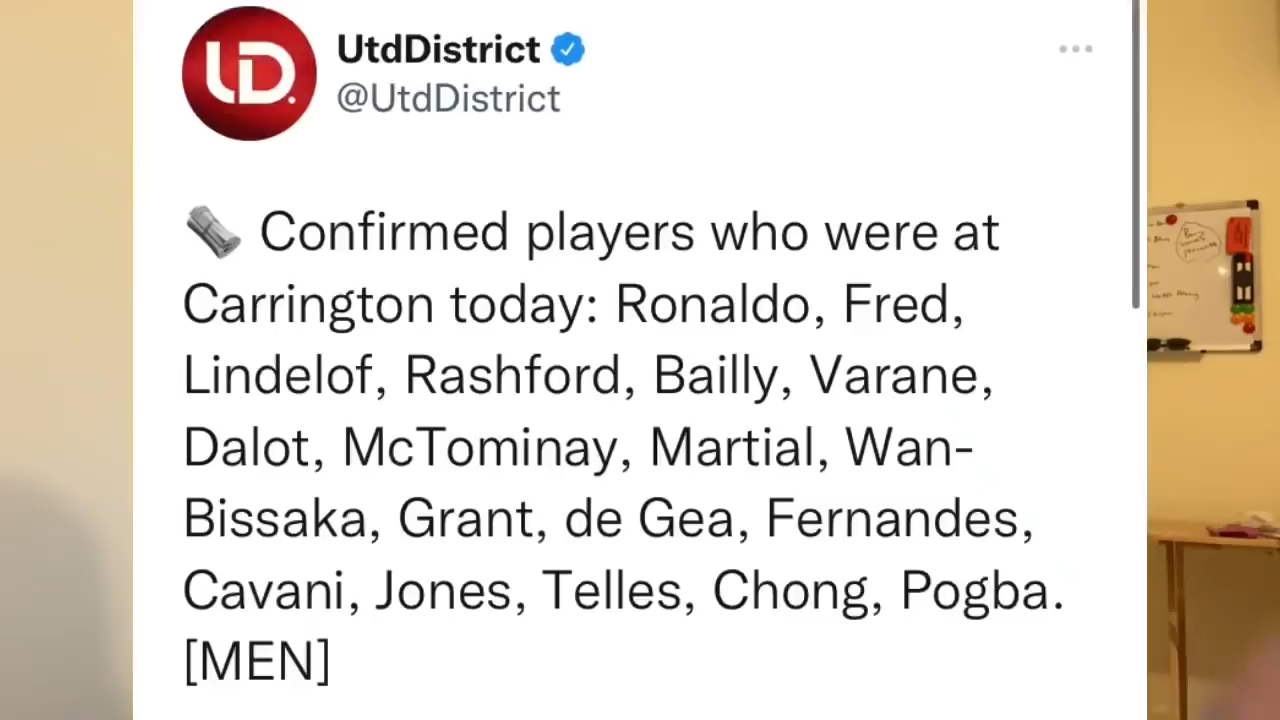 UD.
UtdDistrict
@UtdDistrict
🗞 Confirmed players who were at
Carrington today: Ronaldo, Fred,
Lindelof, Rashford, Bailly, Varane,
Dalot, McTominay, Martial, Wan-
Bissaka, Grant, de Gea, Fernandes,
Cavani, Jones, Telles, Chong, Pogba.
[MEN]